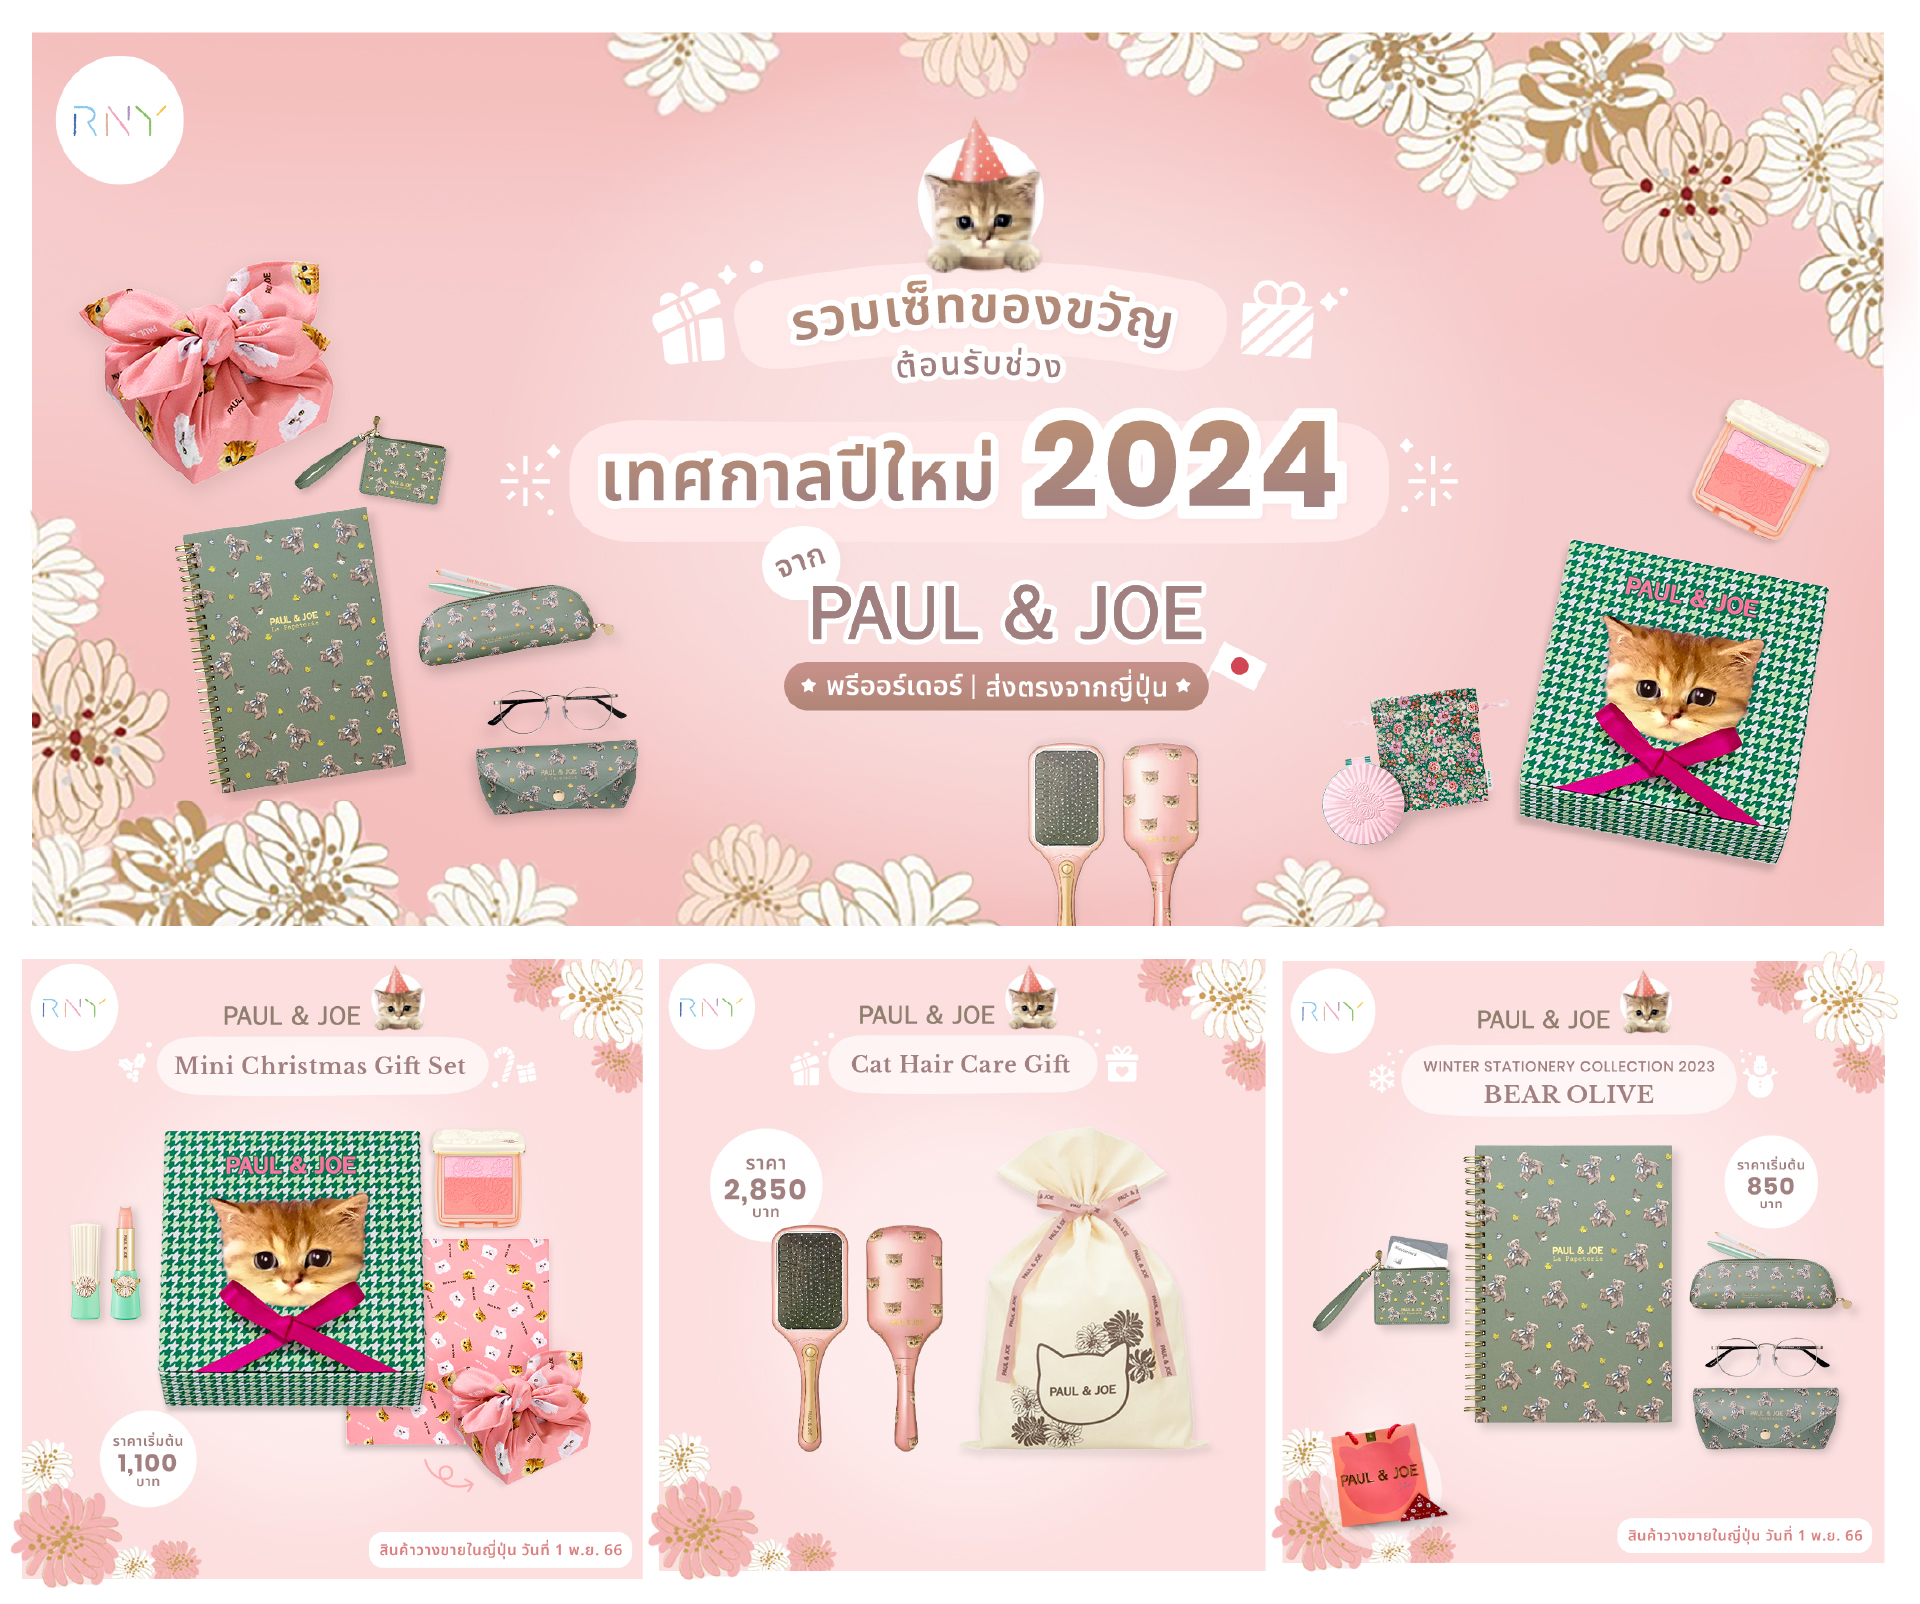 RNY
รวมเซ็ทของขวัญ
ต้อนรับช่วง
เทศกาลปีใหม่ 2024
จาก
PAUL & JOE
พรีออร์เดอร์ | ส่งตรงจากญี่ปุ่น
PAUL & JOE
La Papeterie
PAUL & JOE
RNY
PAUL & JOE
Mini Christmas Gift Set
PAUL & JOE
ราคาเริ่มต้น
1,100
บาท
สินค้าวางขายในญี่ปุ่น วันที่ 1 พ.ย. 66
RNY
PAUL & JOE
Cat Hair Care Gift
ราคา
2,850
บาท
PAUL & JOE
RNY
PAUL & JOE
WINTER STATIONERY COLLECTION 2023
BEAR OLIVE
ราคาเริ่มต้น
850
บาท
PAUL & JOE
La Papeterie
PAUL & JOE
สินค้าวางขายในญี่ปุ่น วันที่ 1 พ.ย. 66